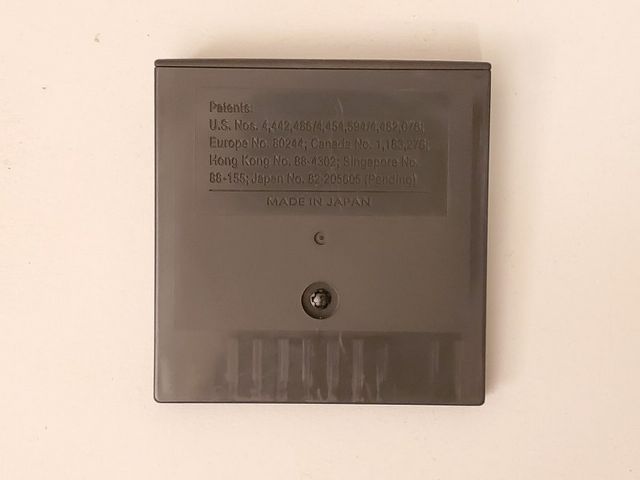 Patents:
U.S. Nos. 4,442,486/4,454,594/4,462,076;
Europe No. 80244; Canada No. 1,183,276;
Hong Kong No. 88-4302; Singapore No.
88-155; Japan No. 82-205605 (Pending)
MADE IN JAPAN